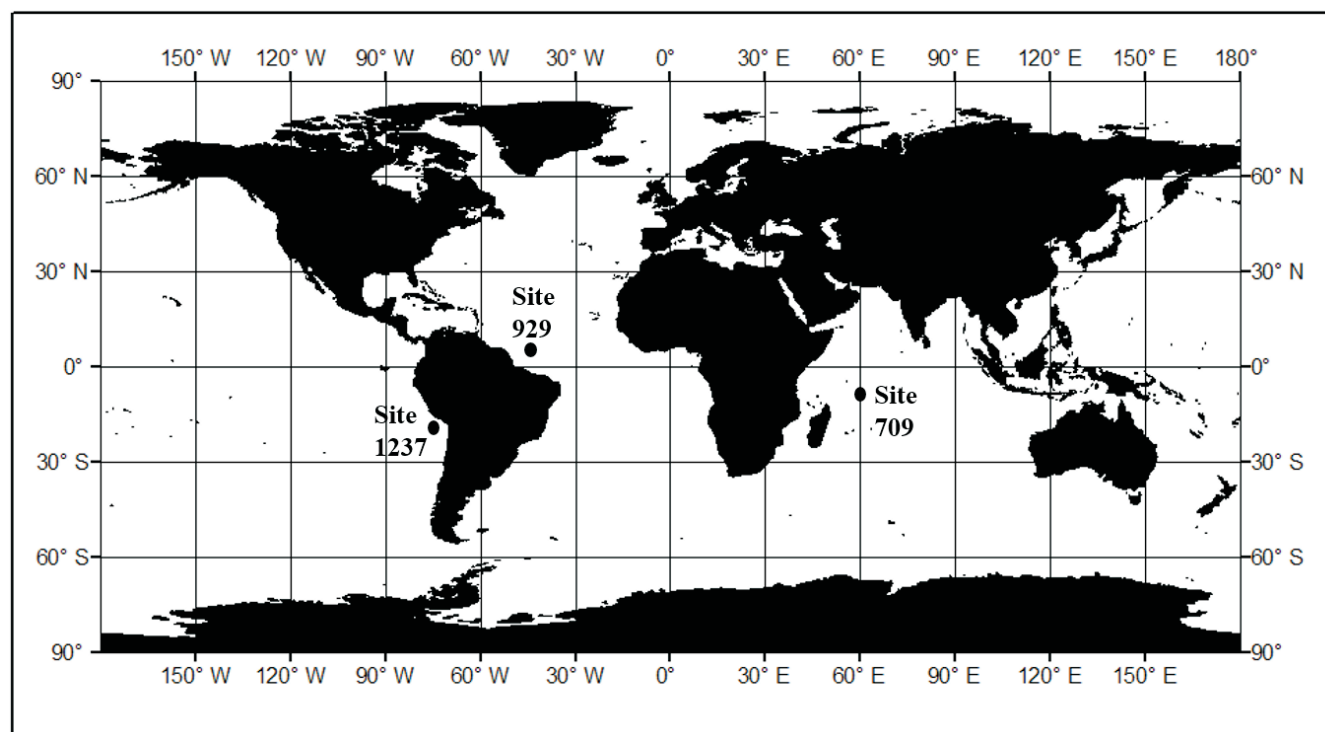 150° W 120° W 90° W 60° W 30° W 0° 30° E 60° E 90° E 120° E 150° E 180°
90° 90°
60° N 60° N
30° N 30° N
Site
929
0° 0°
Site
709
Site
1237
30° S 30° S
60° S 60° S
90° 90°
150° W 120° W 90° W 60° W 30° W 0° 30° E 60° E 90° E 120° E 150° E